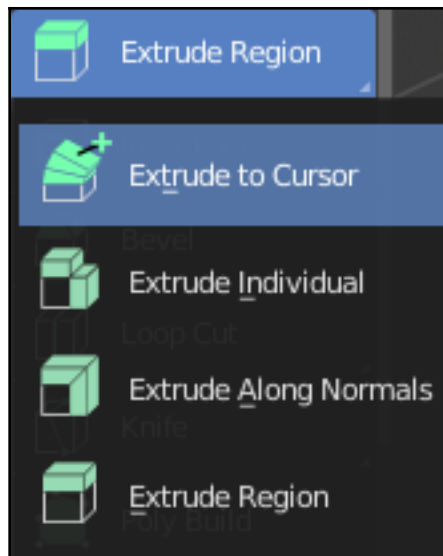 Extrude Region
Extrude to Cursor
Bevel
Extrude Individual
Loop Cut
Extrude Along Normals
Knife
Extrude Region
Poly Build